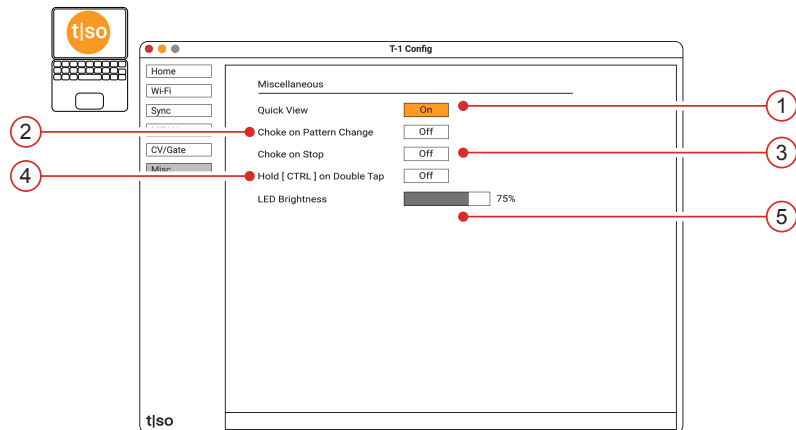 t|so
T-1 Config
Home
Wi-Fi
Sync
CV/Gate
Misc
Miscellaneous
Quick View On
Choke on Pattern Change Off
Choke on Stop Off
Hold [ CTRL ] on Double Tap Off
LED Brightness 75%
1
2
3
4
5
t|so